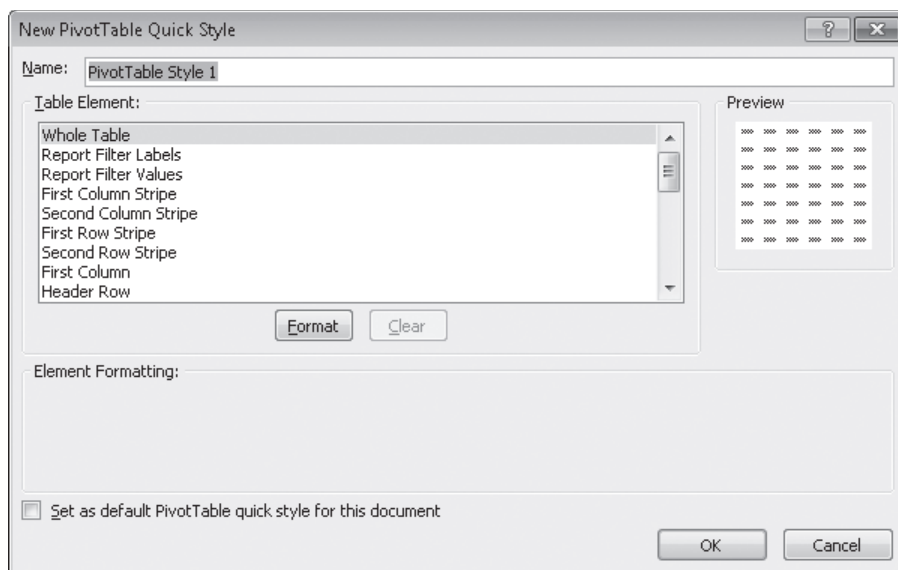 New PivotTable Quick Style
Name: PivotTable Style 1
Table Element:
Whole Table
Report Filter Labels
Report Filter Values
First Column Stripe
Second Column Stripe
First Row Stripe
Second Row Stripe
First Column
Header Row
Format Clear
Preview
Element Formatting:
Set as default PivotTable quick style for this document
OK Cancel